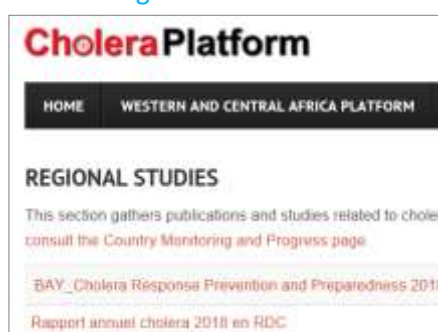 CholeraPlatform
HOME WESTERN AND CENTRAL AFRICA PLATFORM
REGIONAL STUDIES
This section gathers publications and studies related to chole
consult the Country Monitoring and Progress page.
BAY_Cholera Response Prevention and Preparedness 2018
Rapport annuel cholera 2018 en RDC